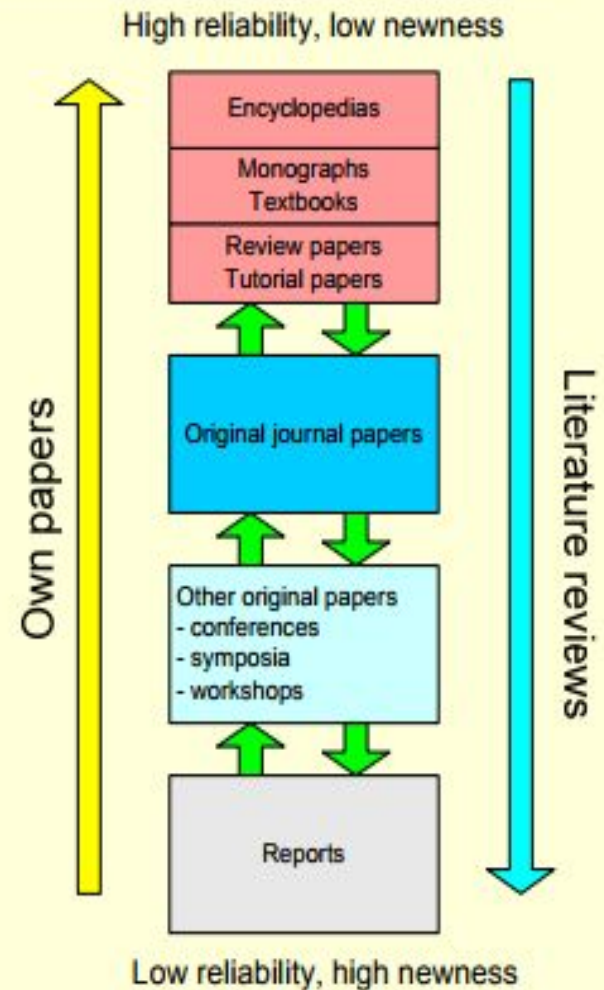 High reliability, low newness
Encyclopedias
Monographs
Textbooks
Review papers
Tutorial papers
Original journal papers
Own papers
Literature reviews
Other original papers
- conferences
- symposia
- workshops
Reports
Low reliability, high newness